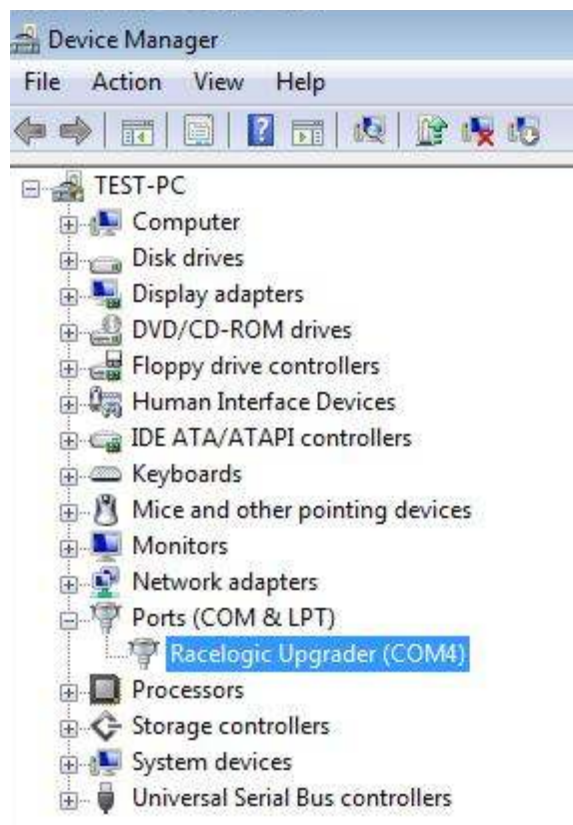 Device Manager
File Action View Help
TEST-PC
Computer
Disk drives
Display adapters
DVD/CD-ROM drives
Floppy drive controllers
Human Interface Devices
IDE ATA/ATAPI controllers
Keyboards
Mice and other pointing devices
Monitors
Network adapters
Ports (COM & LPT)
Racelogic Upgrader (COM4)
Processors
Storage controllers
System devices
Universal Serial Bus controllers